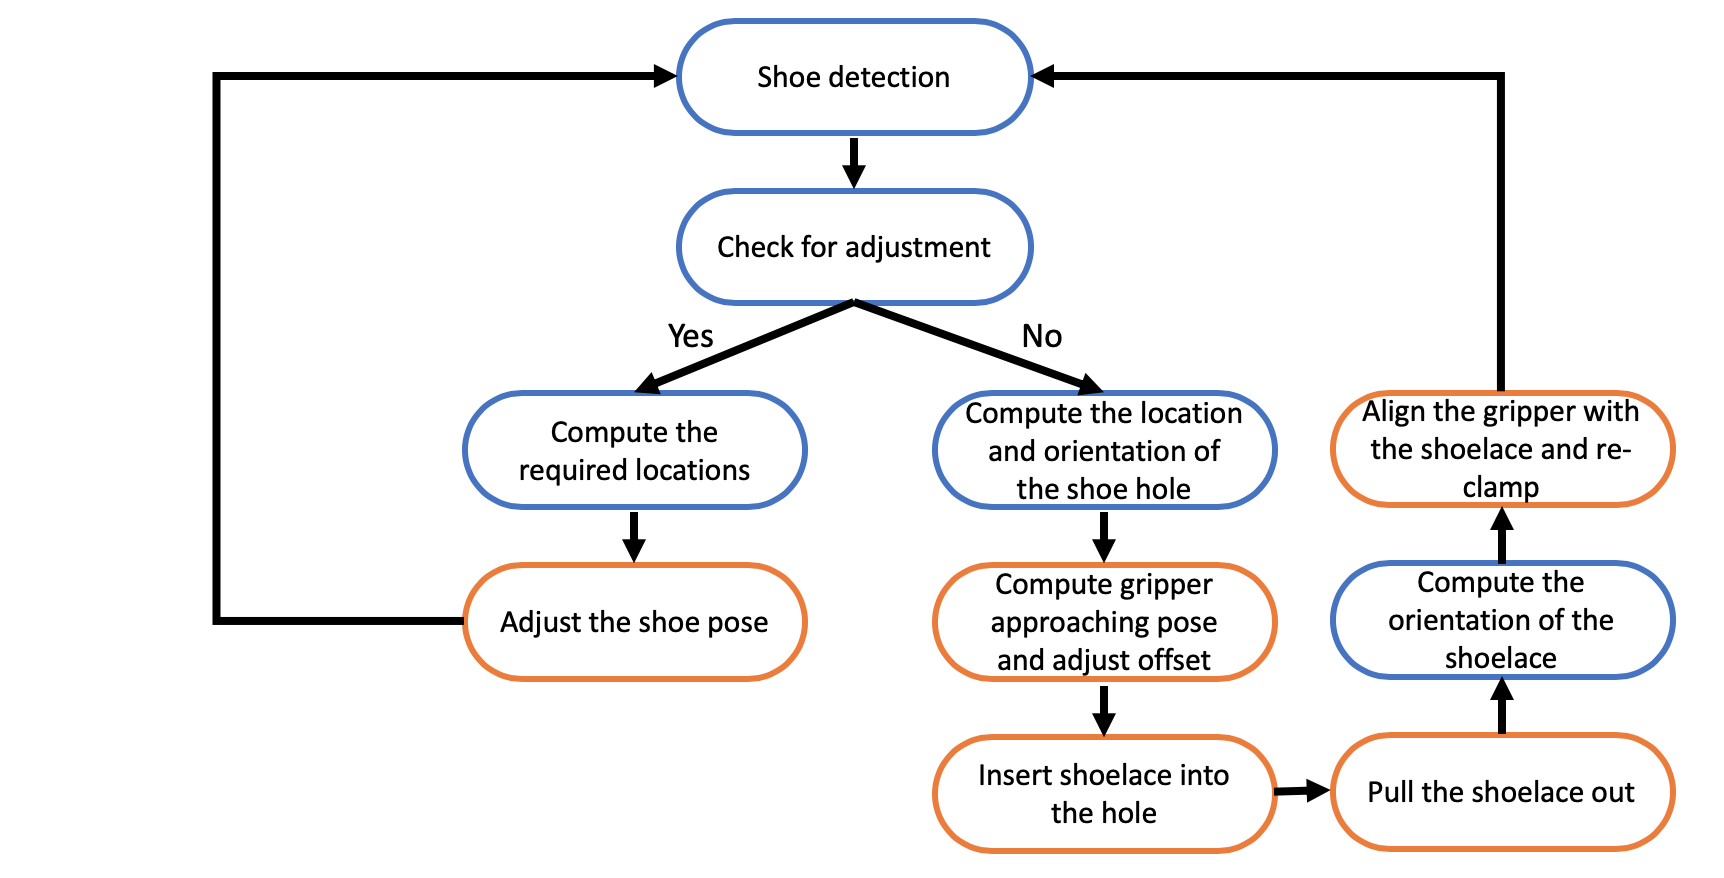 Shoe detection
Check for adjustment
Yes
No
Compute the
required locations
Compute the location
and orientation of
the shoe hole
Align the gripper with
the shoelace and re-
clamp
Adjust the shoe pose
Compute gripper
approaching pose
and adjust offset
Compute the
orientation of the
shoelace
Insert shoelace into
the hole
Pull the shoelace out